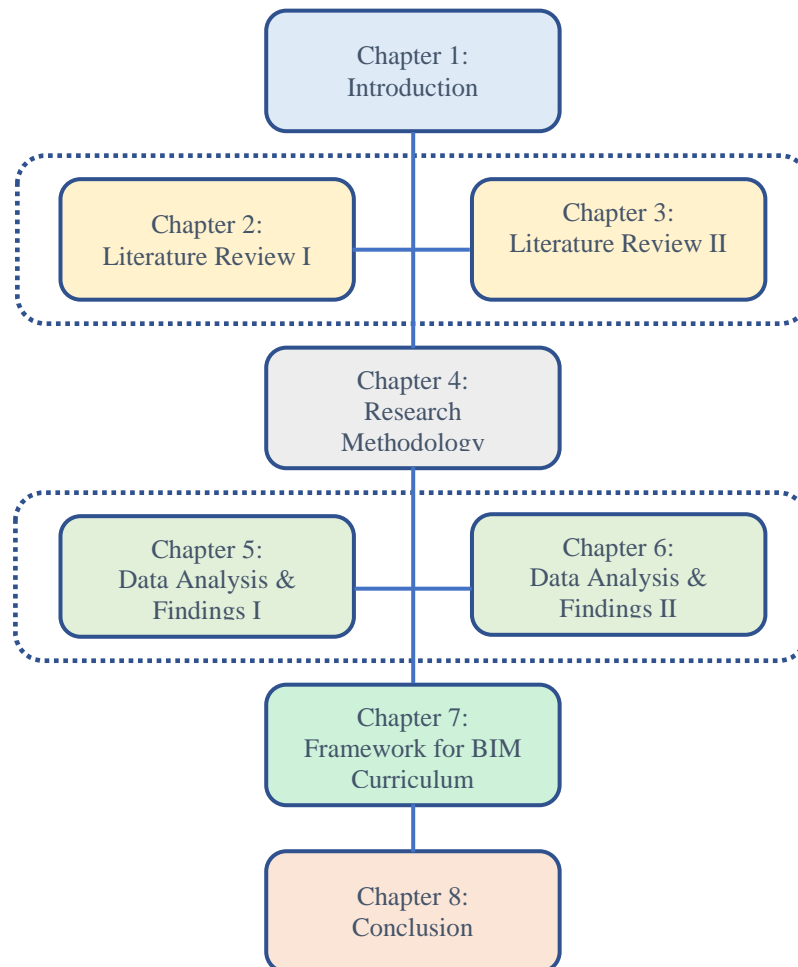 Chapter 1:
Introduction
Chapter 2:
Literature Review I
Chapter 3:
Literature Review II
Chapter 4:
Research
Methodology
Chapter 5:
Data Analysis &
Findings I
Chapter 6:
Data Analysis &
Findings II
Chapter 7:
Framework for BIM
Curriculum
Chapter 8:
Conclusion